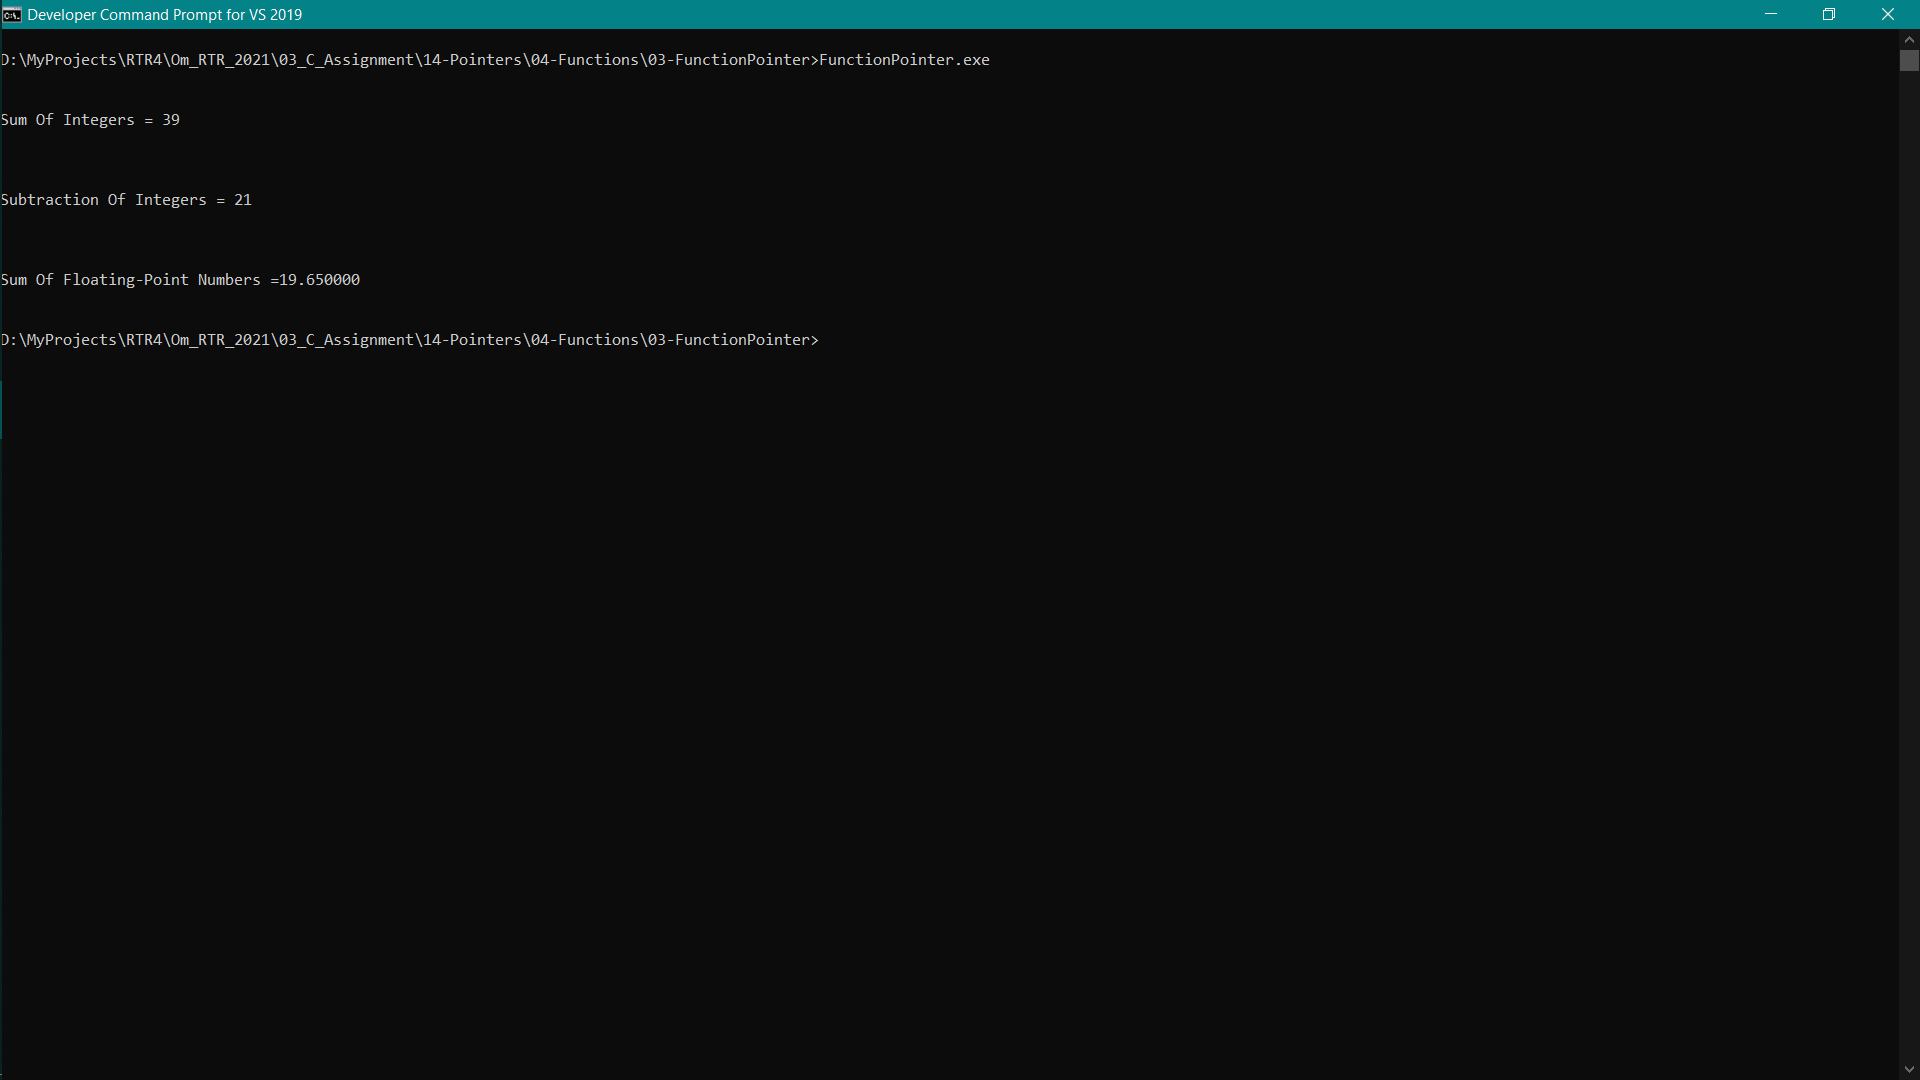 Developer Command Prompt for VS 2019
D:\MyProjects\RTR4\Om_RTR_2021\03_C_Assignment\14-Pointers\04-Functions\03-FunctionPointer>FunctionPointer.exe
Sum Of Integers = 39
Subtraction Of Integers = 21
Sum Of Floating-Point Numbers =19.650000
D:\MyProjects\RTR4\Om_RTR_2021\03_C_Assignment\14-Pointers\04-Functions\03-FunctionPointer>